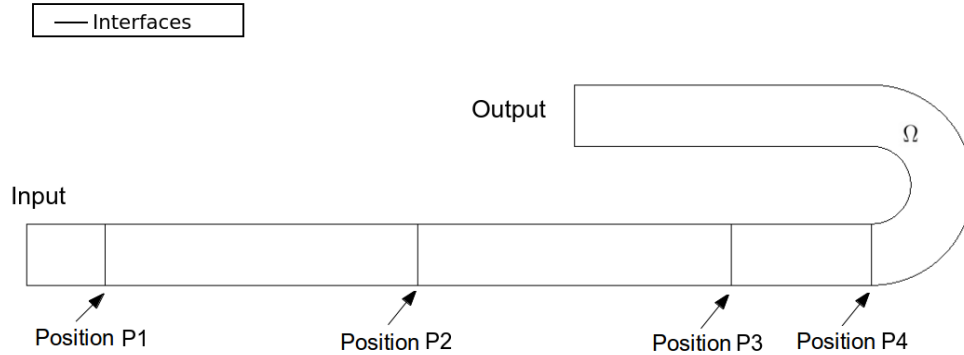 Interfaces
Output
Ω
Input
Position P1
Position P2
Position P3
Position P4